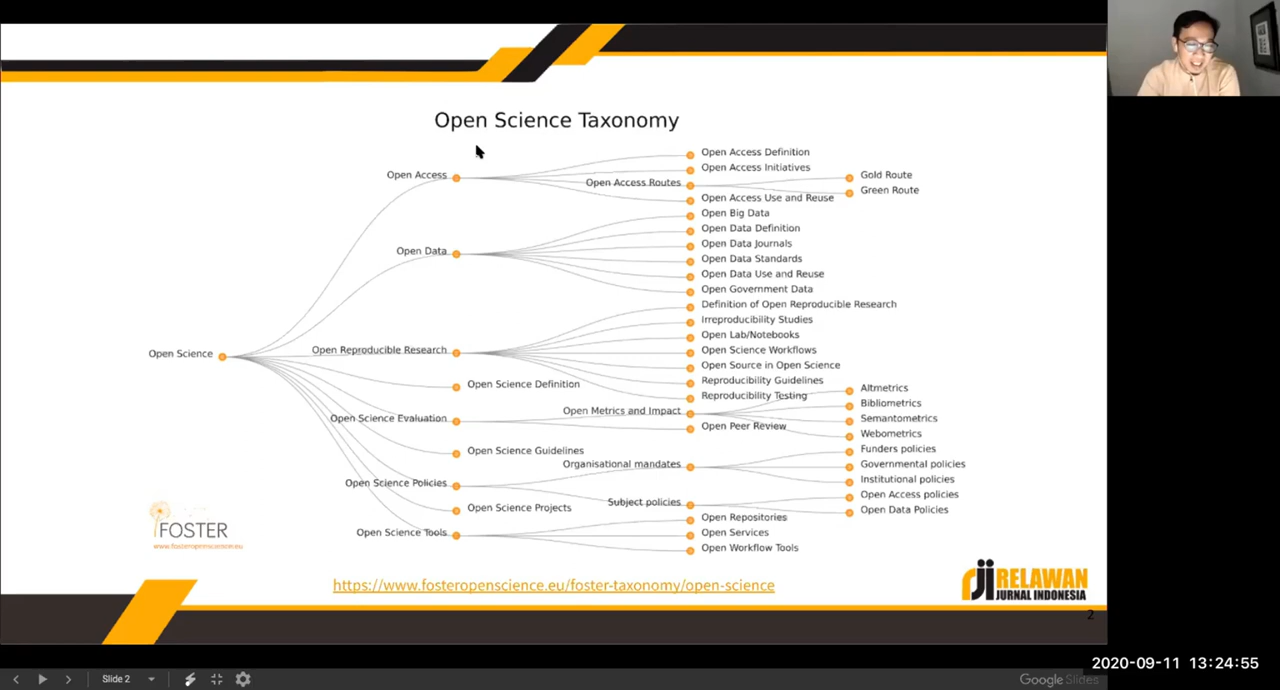 Open Science Taxonomy
Open Science
Open Access
Open Access Definition
Open Access Initiatives
Open Access Routes
Gold Route
Green Route
Open Access Use and Reuse
Open Data
Open Big Data
Open Data Definition
Open Data Journals
Open Data Standards
Open Data Use and Reuse
Open Government Data
Open Reproducible Research
Definition of Open Reproducible Research
Irreproducibility Studies
Open Lab/Notebooks
Open Science Workflows
Open Source in Open Science
Reproducibility Guidelines
Reproducibility Testing
Open Science Definition
Open Science Evaluation
Open Metrics and Impact
Altmetrics
Bibliometrics
Semantometrics
Webometrics
Open Peer Review
Open Science Guidelines
Open Science Policies
Organisational mandates
Funders policies
Governmental policies
Institutional policies
Subject policies
Open Access policies
Open Data Policies
Open Science Projects
Open Science Tools
Open Repositories
Open Services
Open Workflow Tools
FOSTER
www.fosteropenscience.eu
https://www.fosteropenscience.eu/foster-taxonomy/open-science
rji RELAWAN
JURNAL INDONESIA
2
2020-09-11 13:24:55
Slide 2
Google Slides